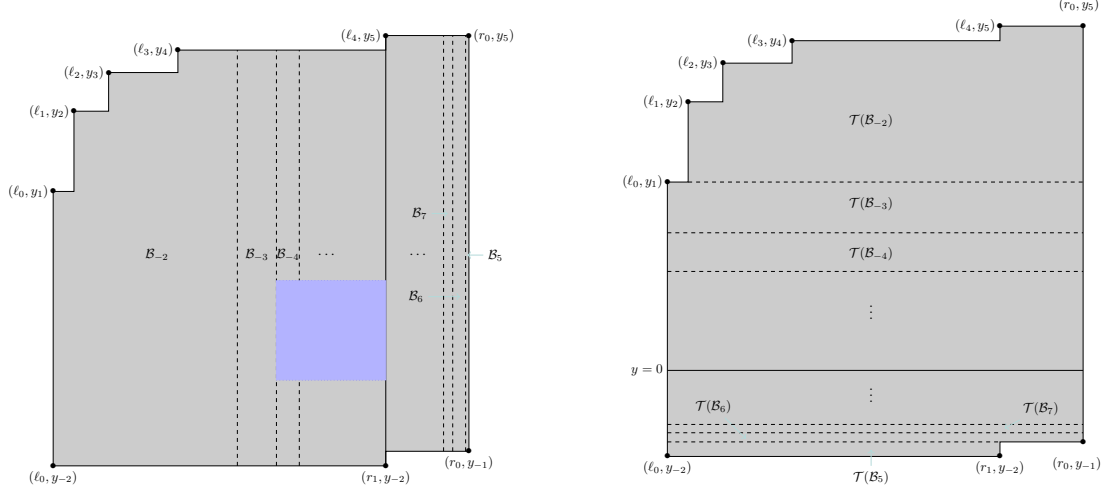 (r₀, y₅)
(ℓ₄, y₅)
(r₀, y₅)
(ℓ₄, y₅)
(ℓ₃, y₄)
(ℓ₃, y₄)
(ℓ₂, y₃)
(ℓ₂, y₃)
(ℓ₁, y₂)
(ℓ₁, y₂)
𝒯(ℬ₋₂)
(ℓ₀, y₁)
(ℓ₀, y₁)
𝒯(ℬ₋₃)
ℬ₇
ℬ₋₂
ℬ₋₃
ℬ₋₄
⋯
⋯
ℬ₅
𝒯(ℬ₋₄)
ℬ₆
⋮
y = 0
⋮
𝒯(ℬ₆)
𝒯(ℬ₇)
(r₀, y₋₁)
(r₀, y₋₁)
(ℓ₀, y₋₂)
(r₁, y₋₂)
(ℓ₀, y₋₂)
(r₁, y₋₂)
𝒯(ℬ₅)